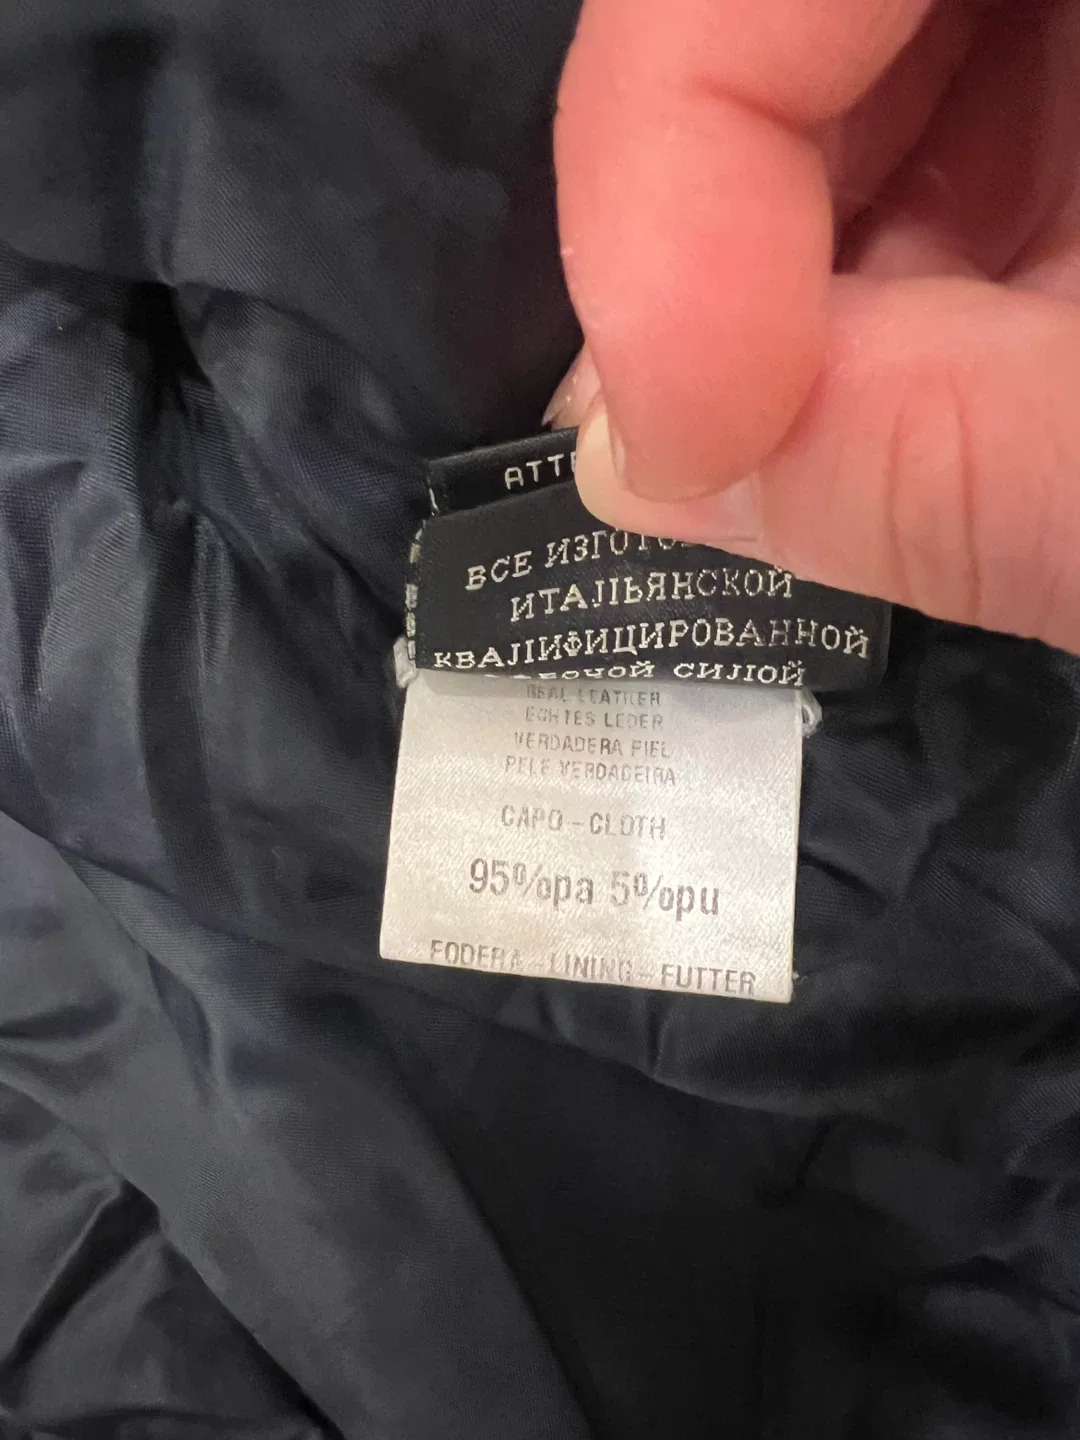 ATTE
ВСЕ ИЗГОТО
ИТАЛЬЯНСКОЙ
КВАЛИФИЦИРОВАННОЙ
СИЛОЙ
REAL LEATHER
ECHTES LEDER
VERDADERA PIEL
PELE VERDADEIRA
CAPO-CLOTH
95%pa 5%pu
FODERA-LINING-FUTTER